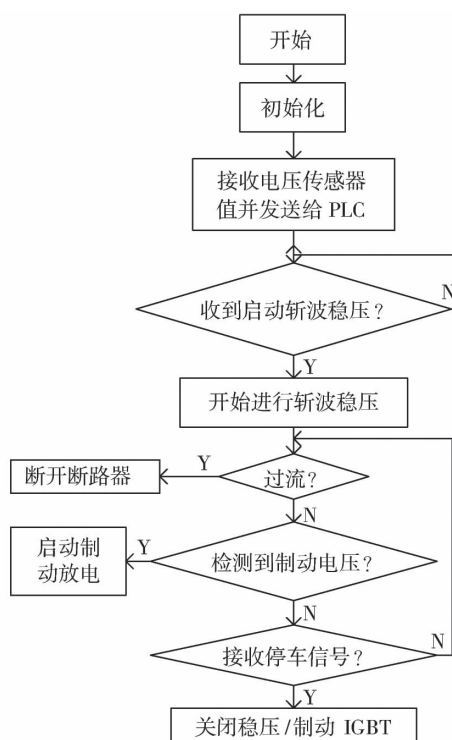 开始
初始化
接收电压传感器
值并发送给 PLC
N
收到启动斩波稳压?
Y
开始进行斩波稳压
Y
断开断路器
过流?
N
启动制
动放电
Y
检测到制动电压?
N
N
接收停车信号?
Y
关闭稳压/制动 IGBT